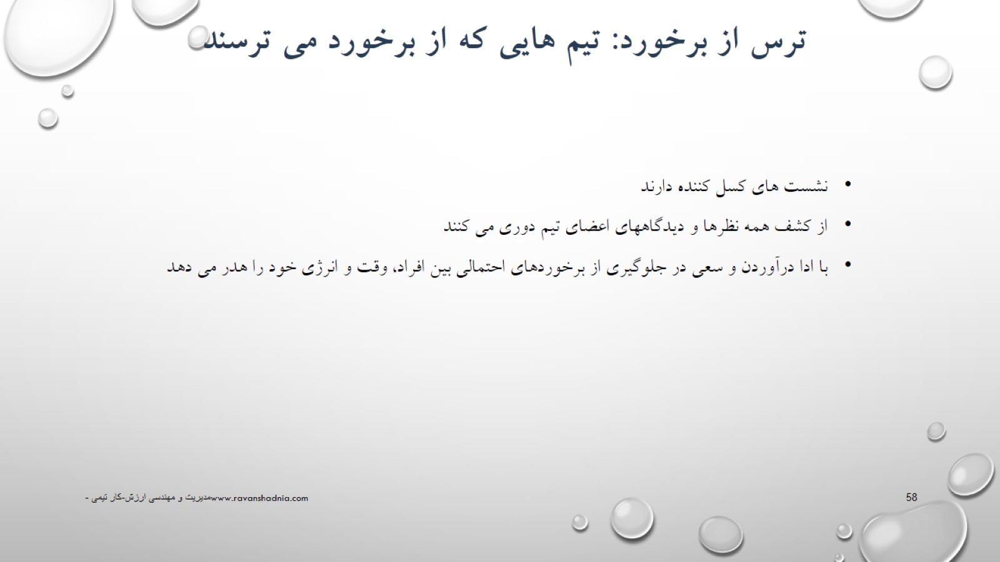 ترس از برخورد: تیم هایی که از برخورد می ترسند
• نشست های کسل کننده دارند
• از کشف همه نظرها و دیدگاههای اعضای تیم دوری می کنند
• با ادا درآوردن و سعی در جلوگیری از برخوردهای احتمالی بین افراد، وقت و انرژی خود را هدر می دهد
58
www.ravanshadnia.comمدیریت و مهندسی ارزش-کار تیمی -